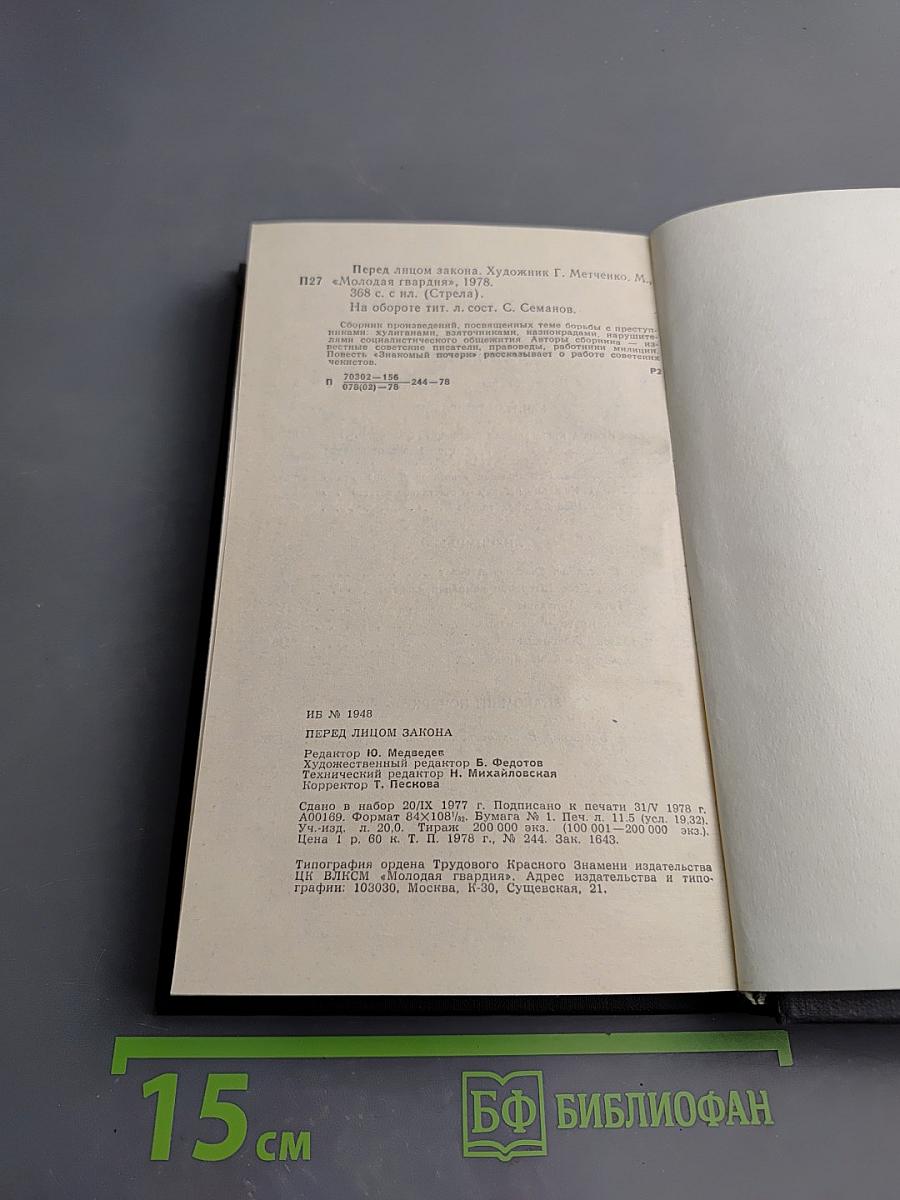 Перед лицом закона. Художник Г. Метченко. М.,
П27 «Молодая гвардия», 1978.
368 с. с ил. (Стрела).
На обороте тит. л. сост. С. Семанов.
Сборник произведений, посвященных теме борьбы с преступ-
никами: хулиганами, взяточниками, казнокрадами, нарушите-
лями социалистического общежития. Авторы сборника — из-
вестные советские писатели, правоведы, работники милиции.
Повесть «Знакомый почерк» рассказывает о работе советских
чекистов.
Р2
П 70302—156
078(02)—78 —244—78
ИБ № 1948
ПЕРЕД ЛИЦОМ ЗАКОНА
Редактор Ю. Медведев
Художественный редактор Б. Федотов
Технический редактор Н. Михайловская
Корректор Т. Пескова
Сдано в набор 20/IX 1977 г. Подписано к печати 31/V 1978 г.
А00169. Формат 84×108¹/₃₂. Бумага № 1. Печ. л. 11.5 (усл. 19,32).
Уч.-изд. л. 20,0. Тираж 200 000 экз. (100 001—200 000 экз.).
Цена 1 р. 60 к. Т. П. 1978 г., № 244. Зак. 1643.
Типография ордена Трудового Красного Знамени издательства
ЦК ВЛКСМ «Молодая гвардия». Адрес издательства и типо-
графии: 103030, Москва, К-30, Сущевская, 21.
15 см
БФ БИБЛИОФАН